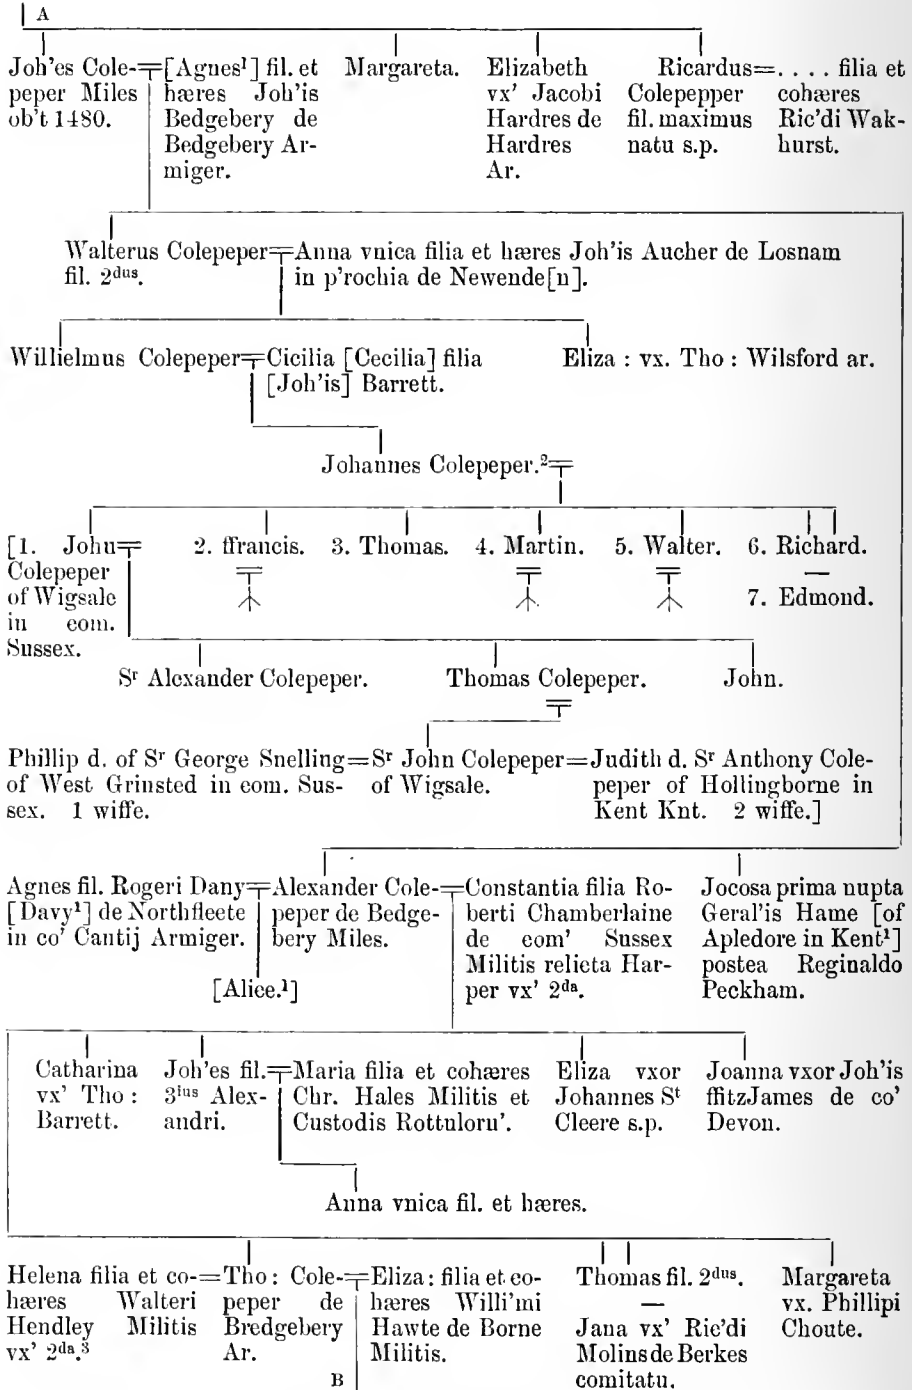 A
Joh'es Cole-
peper Miles
ob't 1480.
[Agnes¹] fil. et
hæres Joh'is
Bedgebery de
Bedgebery Ar-
miger.
Margareta.
Elizabeth
vx' Jacobi
Hardres de
Hardres
Ar.
Ricardus=. . . . filia et
Colepepper
fil. maximus
natu s.p.
cohæres
Ric'di Wak-
hurst.
Walterus Colepeper
fil. 2dus.
Anna vnica filia et hæres Joh'is Aucher de Losnam
in p'rochia de Newende[n].
Willielmus Colepeper
Cicilia [Cecilia] filia
[Joh'is] Barrett.
Eliza : vx. Tho : Wilsford ar.
Johannes Colepeper.²
[1. John
Colepeper
of Wigsale
in com.
Sussex.
2. ffrancis.
3. Thomas.
4. Martin.
5. Walter.
6. Richard.
—
7. Edmond.
Sr Alexander Colepeper.
Thomas Colepeper.
John.
Phillip d. of Sr George Snelling=Sr John Colepeper=Judith d. Sr Anthony Cole-
of West Grinsted in com. Sus-
sex. 1 wiffe.
of Wigsale.
peper of Hollingborne in
Kent Knt. 2 wiffe.]
Agnes fil. Rogeri Dany
[Davy¹] de Northfleete
in co' Cantij Armiger.
Alexander Cole-
peper de Bedge-
bery Miles.
Constantia filia Ro-
berti Chamberlaine
de com' Sussex
Militis relicta Har-
per vx' 2da.
Jocosa prima nupta
Geral'is Hame [of
Apledore in Kent¹]
postea Reginaldo
Peckham.
[Alice.¹]
Catharina
vx' Tho :
Barrett.
Joh'es fil.
3ius Alex-
andri.
Maria filia et cohæres
Chr. Hales Militis et
Custodis Rottuloru'.
Eliza vxor
Johannes St
Cleere s.p.
Joanna vxor Joh'is
ffitzJames de co'
Devon.
Anna vnica fil. et hæres.
Helena filia et co-
hæres Walteri
Hendley Militis
vx' 2da.³
Tho : Cole-
peper de
Bredgebery
Ar.
Eliza : filia et co-
hæres Willi'mi
Hawte de Borne
Militis.
Thomas fil. 2dus.
—
Jana vx' Ric'di
Molins de Berkes
comitatu.
Margareta
vx. Phillipi
Choute.
B